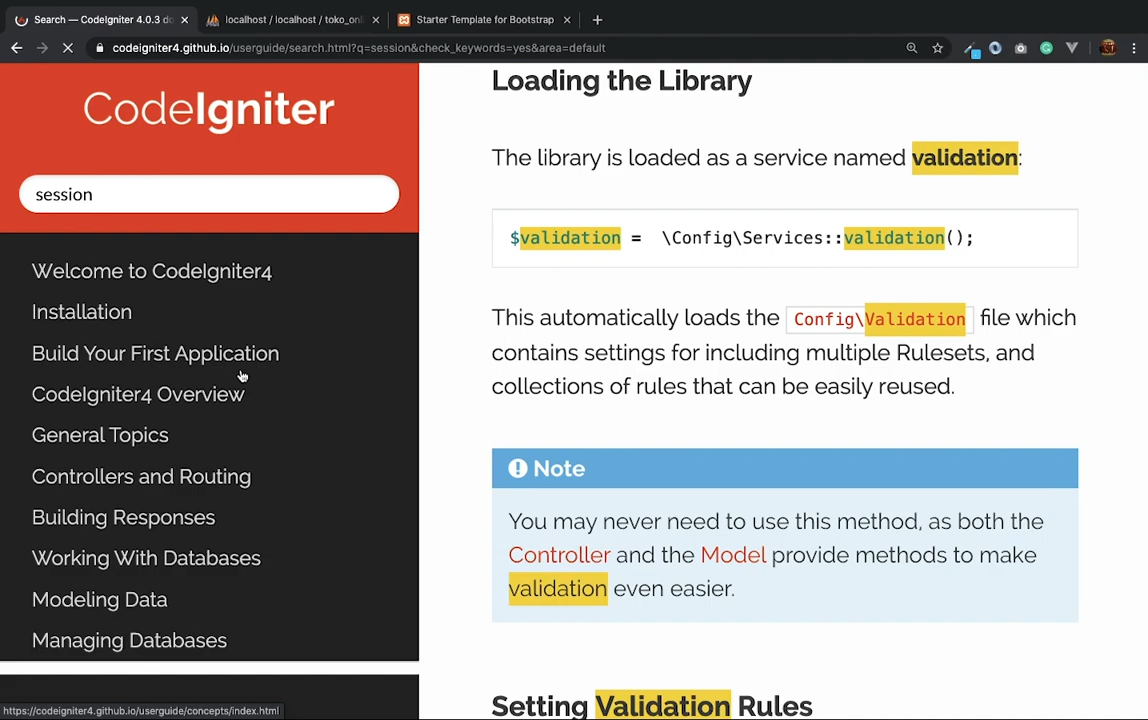 Search — CodeIgniter 4.0.3 do
localhost / localhost / toko_onl
Starter Template for Bootstrap
codeigniter4.github.io/userguide/search.html?q=session&check_keywords=yes&area=default
CodeIgniter
session
Welcome to CodeIgniter4
Installation
Build Your First Application
CodeIgniter4 Overview
General Topics
Controllers and Routing
Building Responses
Working With Databases
Modeling Data
Managing Databases
https://codeigniter4.github.io/userguide/concepts/index.html
Loading the Library
The library is loaded as a service named validation:
$validation = \Config\Services::validation();
This automatically loads the Config\Validation file which
contains settings for including multiple Rulesets, and
collections of rules that can be easily reused.
Note
You may never need to use this method, as both the
Controller and the Model provide methods to make
validation even easier.
Setting Validation Rules